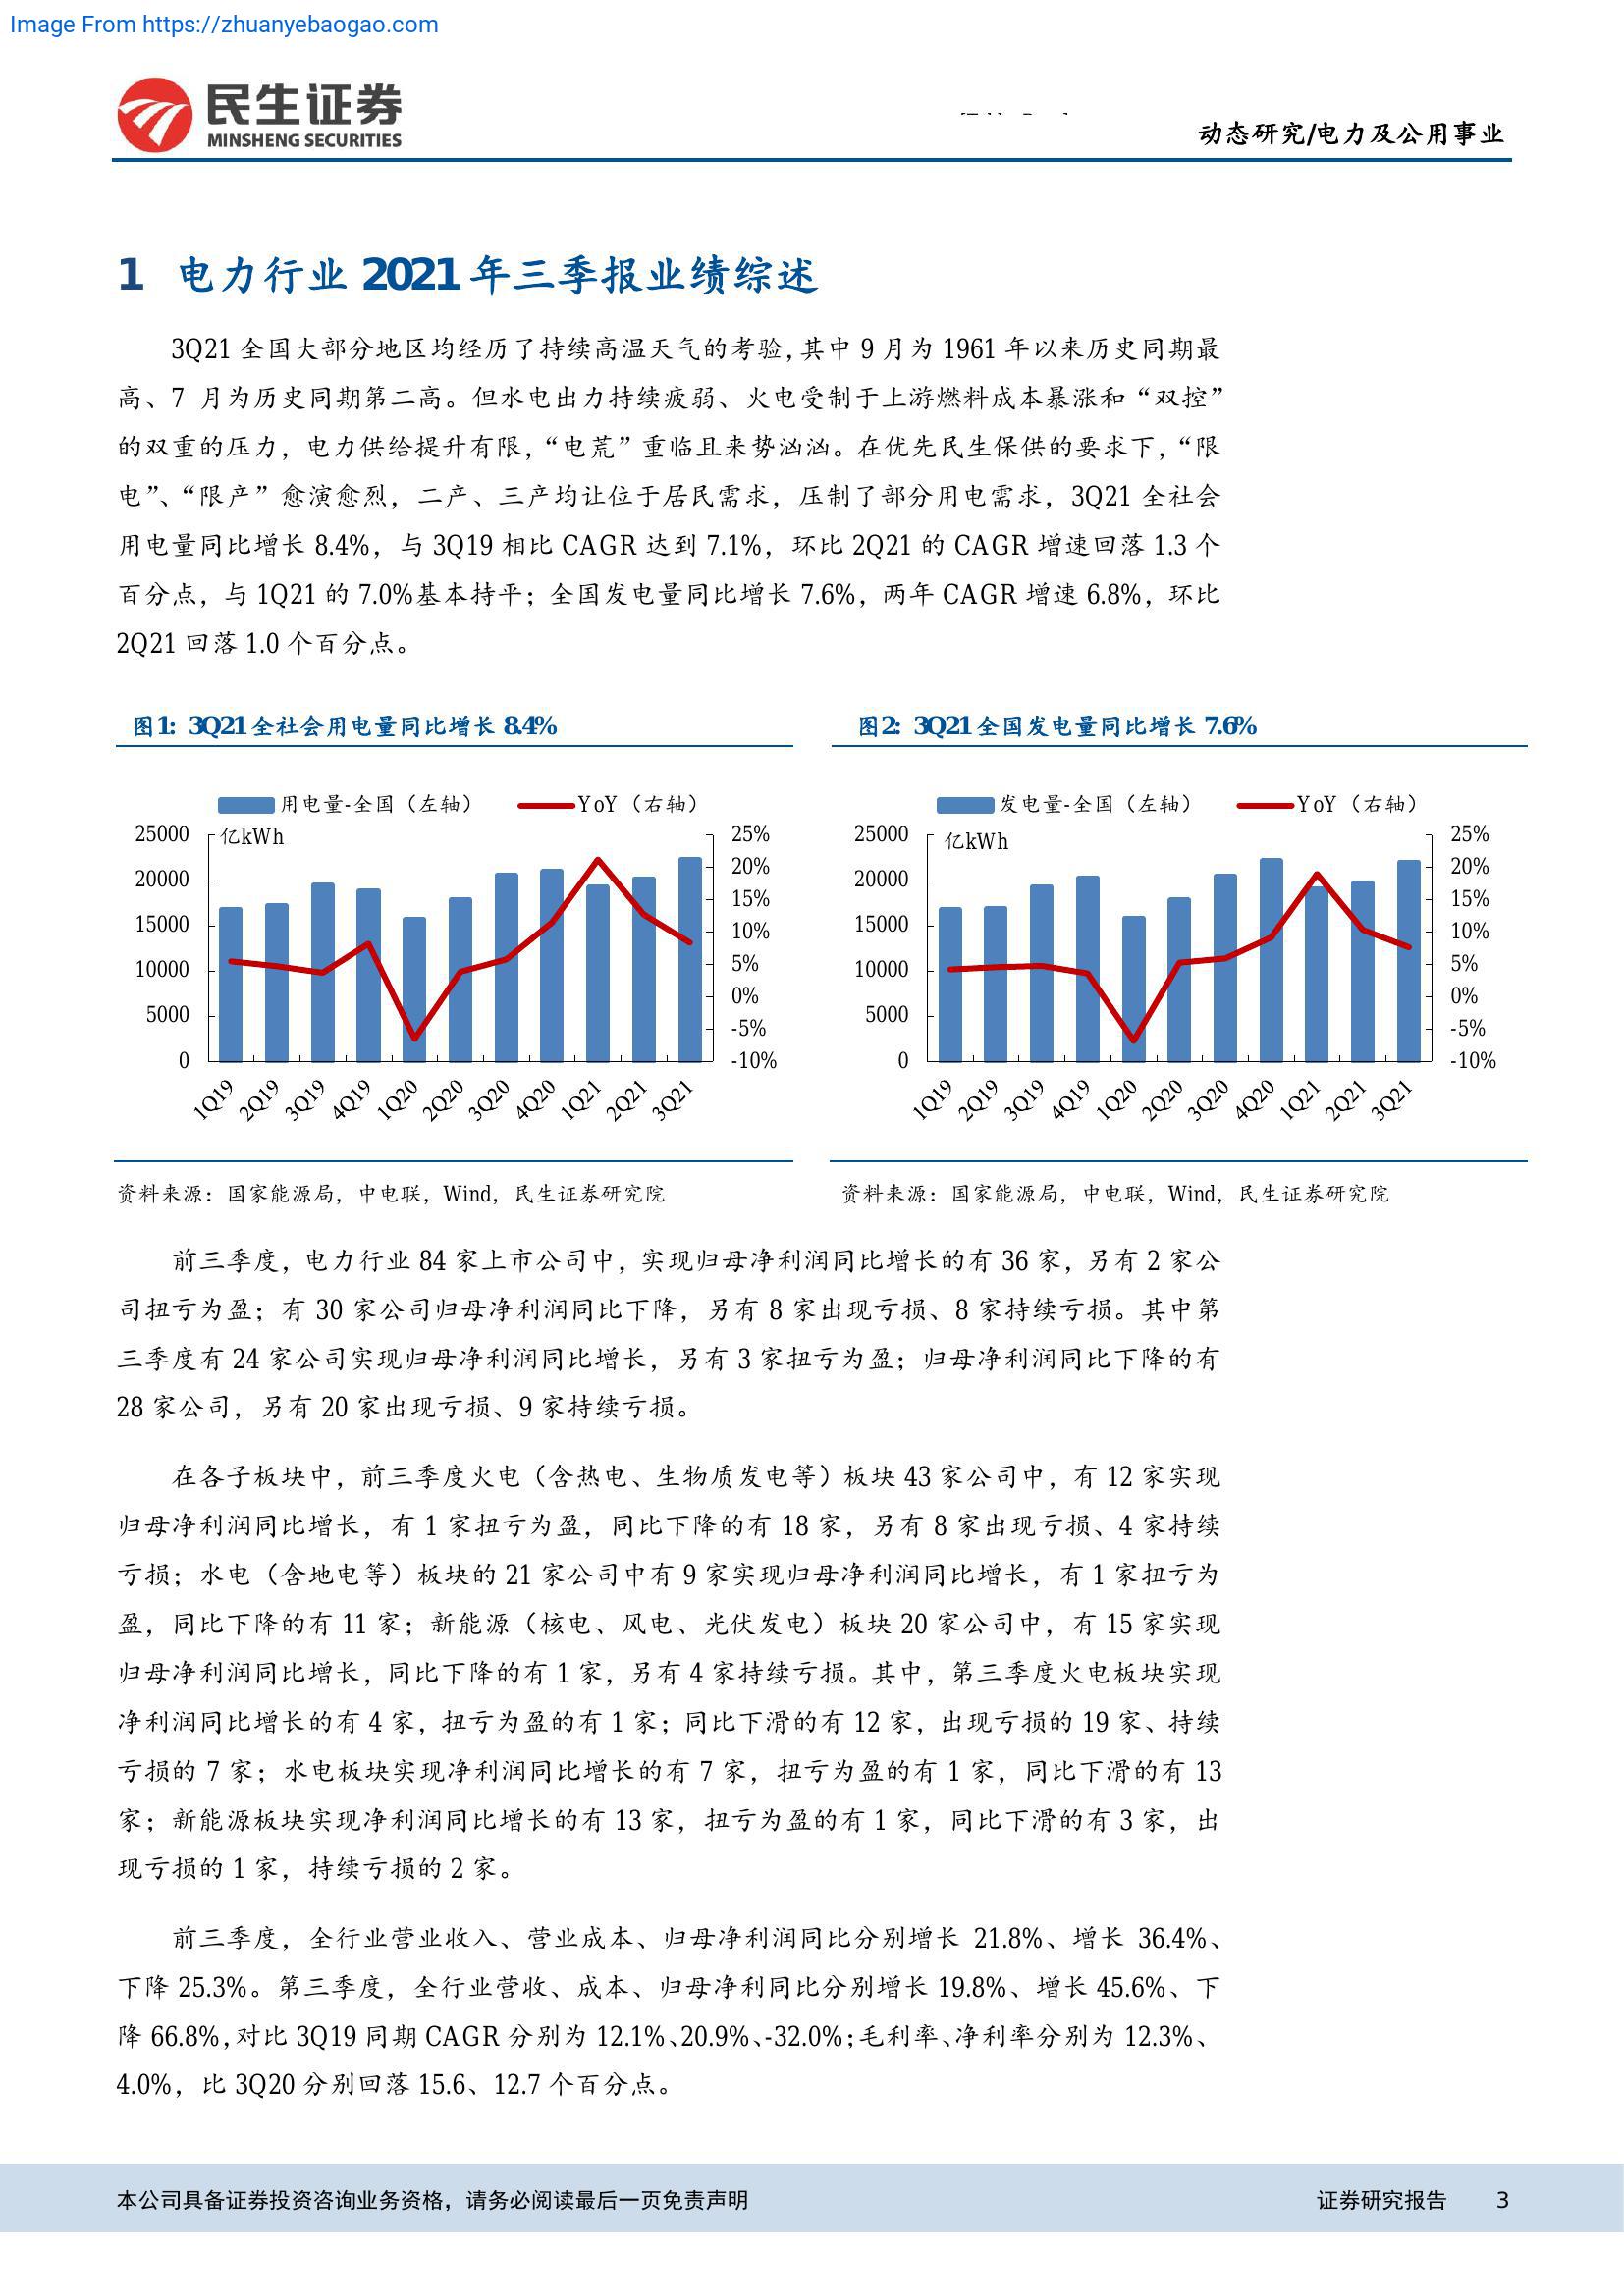 Image From https://zhuanyebaogao.com
民生证券
MINSHENG SECURITIES
动态研究/电力及公用事业
1 电力行业 2021 年三季报业绩综述
3Q21 全国大部分地区均经历了持续高温天气的考验，其中 9 月为 1961 年以来历史同期最
高、7 月为历史同期第二高。但水电出力持续疲弱、火电受制于上游燃料成本暴涨和“双控”
的双重的压力，电力供给提升有限，“电荒”重临且来势汹汹。在优先民生保供的要求下，“限
电”、“限产”愈演愈烈，二产、三产均让位于居民需求，压制了部分用电需求，3Q21 全社会
用电量同比增长 8.4%，与 3Q19 相比 CAGR 达到 7.1%，环比 2Q21 的 CAGR 增速回落 1.3 个
百分点，与 1Q21 的 7.0%基本持平；全国发电量同比增长 7.6%，两年 CAGR 增速 6.8%，环比
2Q21 回落 1.0 个百分点。
图1: 3Q21 全社会用电量同比增长 8.4%
用电量-全国（左轴） YoY（右轴）
亿kWh
25000
20000
15000
10000
5000
0
25%
20%
15%
10%
5%
0%
-5%
-10%
1Q19 2Q19 3Q19 4Q19 1Q20 2Q20 3Q20 4Q20 1Q21 2Q21 3Q21
资料来源：国家能源局，中电联，Wind，民生证券研究院
图2: 3Q21 全国发电量同比增长 7.6%
发电量-全国（左轴） YoY（右轴）
亿kWh
25000
20000
15000
10000
5000
0
25%
20%
15%
10%
5%
0%
-5%
-10%
1Q19 2Q19 3Q19 4Q19 1Q20 2Q20 3Q20 4Q20 1Q21 2Q21 3Q21
资料来源：国家能源局，中电联，Wind，民生证券研究院
前三季度，电力行业 84 家上市公司中，实现归母净利润同比增长的有 36 家，另有 2 家公
司扭亏为盈；有 30 家公司归母净利润同比下降，另有 8 家出现亏损、8 家持续亏损。其中第
三季度有 24 家公司实现归母净利润同比增长，另有 3 家扭亏为盈；归母净利润同比下降的有
28 家公司，另有 20 家出现亏损、9 家持续亏损。
在各子板块中，前三季度火电（含热电、生物质发电等）板块 43 家公司中，有 12 家实现
归母净利润同比增长，有 1 家扭亏为盈，同比下降的有 18 家，另有 8 家出现亏损、4 家持续
亏损；水电（含地电等）板块的 21 家公司中有 9 家实现归母净利润同比增长，有 1 家扭亏为
盈，同比下降的有 11 家；新能源（核电、风电、光伏发电）板块 20 家公司中，有 15 家实现
归母净利润同比增长，同比下降的有 1 家，另有 4 家持续亏损。其中，第三季度火电板块实现
净利润同比增长的有 4 家，扭亏为盈的有 1 家；同比下滑的有 12 家，出现亏损的 19 家、持续
亏损的 7 家；水电板块实现净利润同比增长的有 7 家，扭亏为盈的有 1 家，同比下滑的有 13
家；新能源板块实现净利润同比增长的有 13 家，扭亏为盈的有 1 家，同比下滑的有 3 家，出
现亏损的 1 家，持续亏损的 2 家。
前三季度，全行业营业收入、营业成本、归母净利润同比分别增长 21.8%、增长 36.4%、
下降 25.3%。第三季度，全行业营收、成本、归母净利同比分别增长 19.8%、增长 45.6%、下
降 66.8%，对比 3Q19 同期 CAGR 分别为 12.1%、20.9%、-32.0%；毛利率、净利率分别为 12.3%、
4.0%，比 3Q20 分别回落 15.6、12.7 个百分点。
本公司具备证券投资咨询业务资格，请务必阅读最后一页免责声明
证券研究报告 3